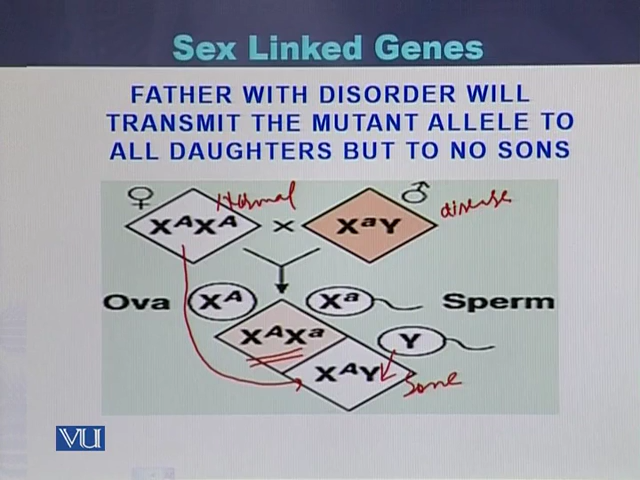 Sex Linked Genes
FATHER WITH DISORDER WILL
TRANSMIT THE MUTANT ALLELE TO
ALL DAUGHTERS BUT TO NO SONS
♀ Normal ♂
XᴬXᴬ × XᵃY disease
Ova Xᴬ Xᵃ Sperm
XᴬXᵃ Y
XᴬY Sone
VU